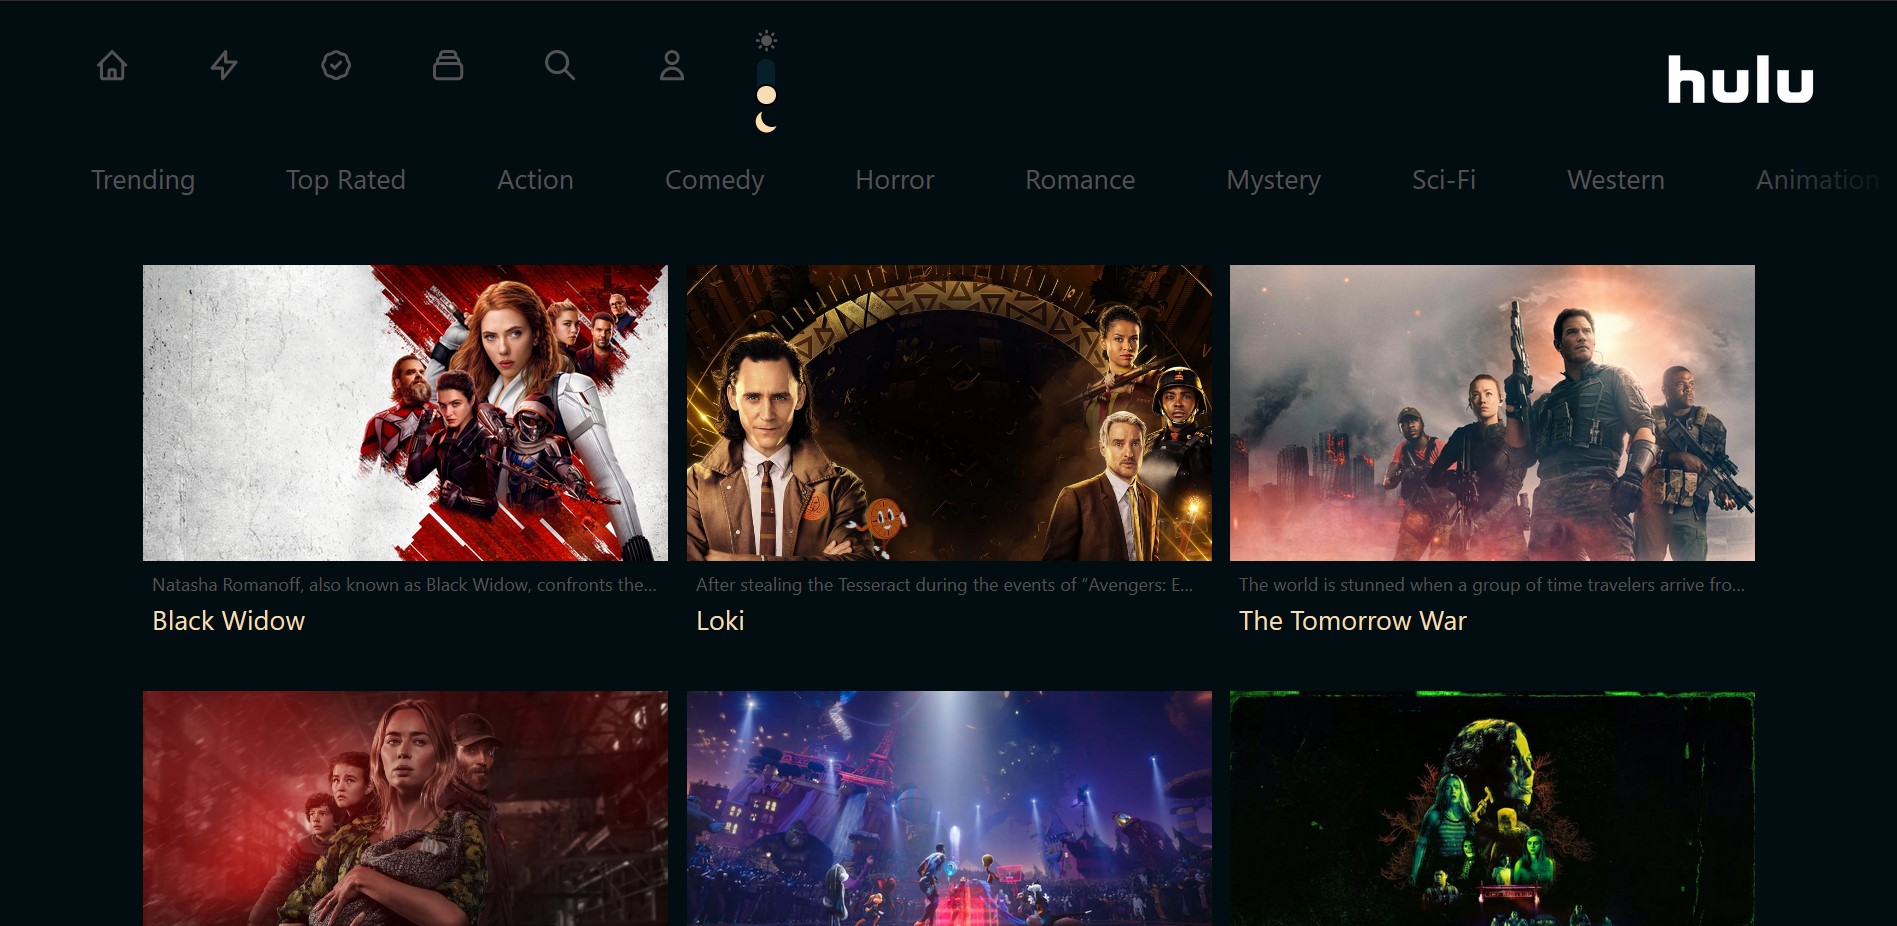 hulu
Trending Top Rated Action Comedy Horror Romance Mystery Sci-Fi Western Animation
Natasha Romanoff, also known as Black Widow, confronts the...
Black Widow
After stealing the Tesseract during the events of “Avengers: E...
Loki
The world is stunned when a group of time travelers arrive fro...
The Tomorrow War